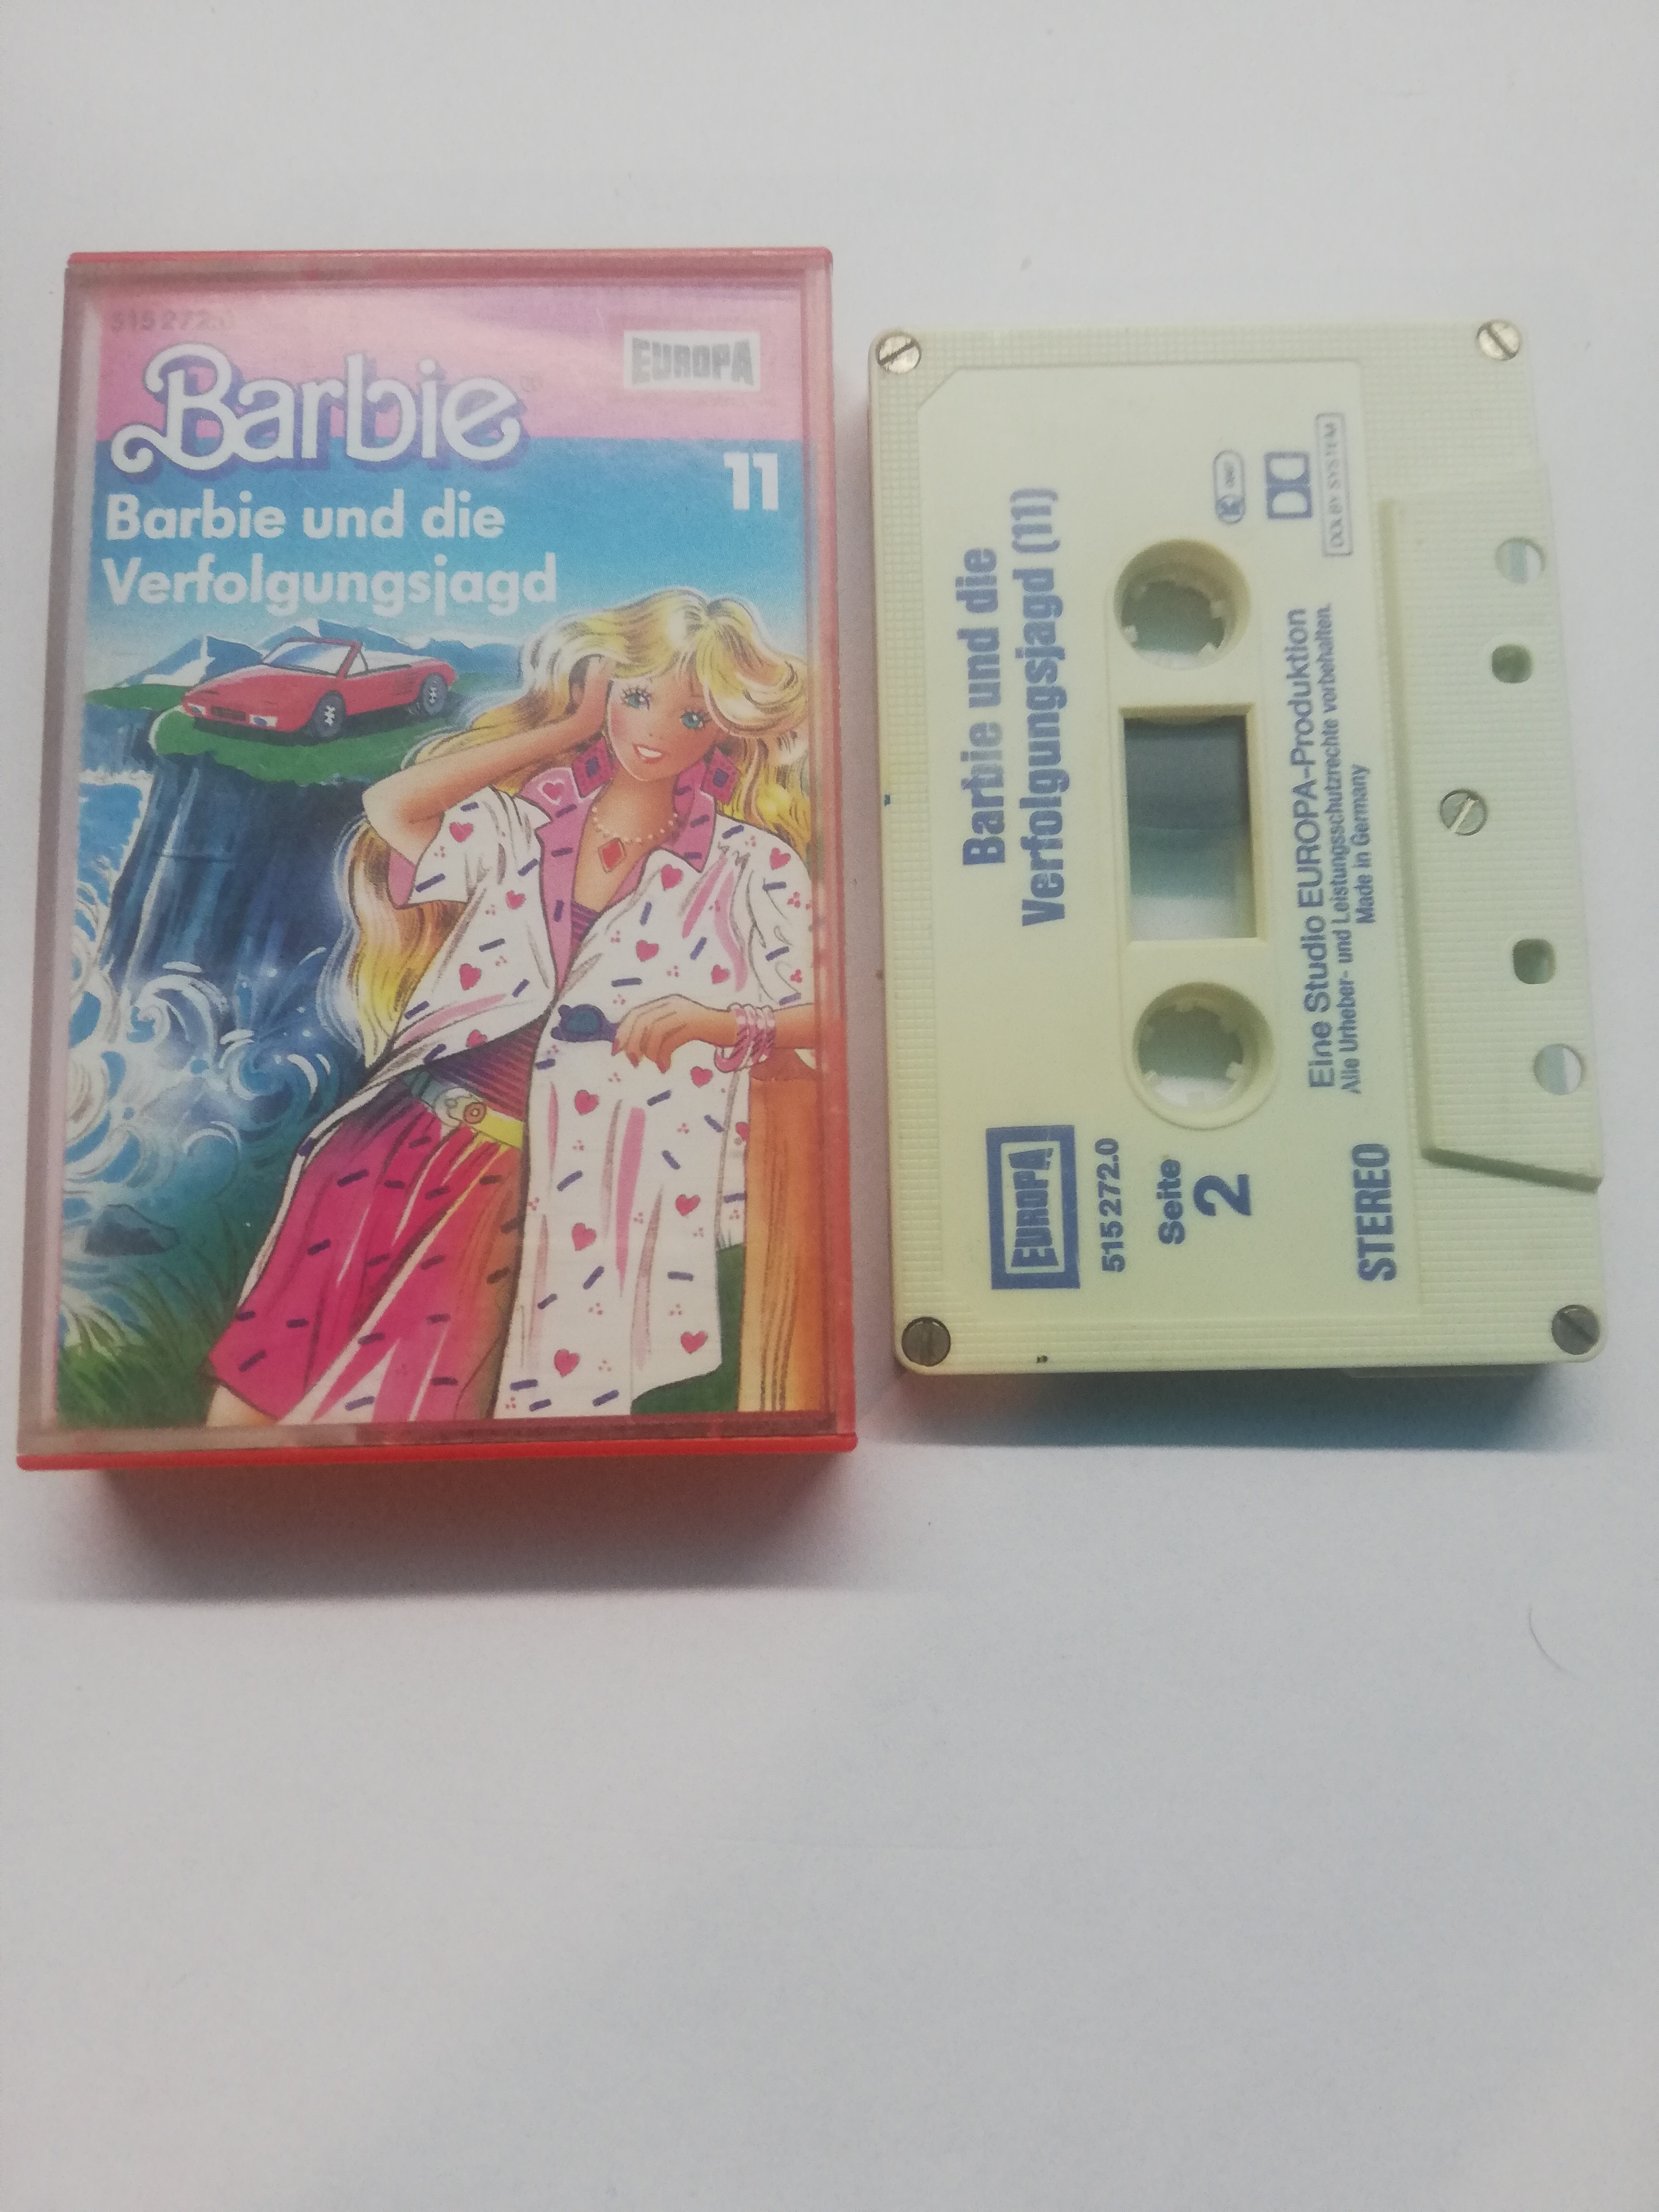 515 272.0
EUROPA
Barbie
11
Barbie und die
Verfolgungsjagd
Barbie und die
Verfolgungsjagd (11)
DOLBY SYSTEM
EUROPA
515 272.0
Seite
2
Eine Studio EUROPA-Produktion
Alle Urheber- und Leistungsschutzrechte vorbehalten.
Made in Germany
STEREO